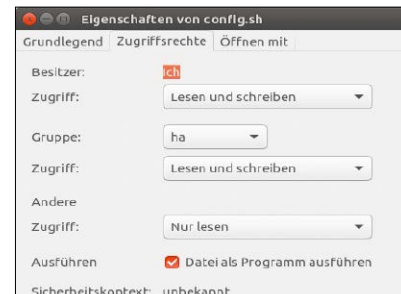 Eigenschaften von config.sh
Grundlegend Zugriffsrechte Öffnen mit
Besitzer: Ich
Zugriff: Lesen und schreiben
Gruppe: ha
Zugriff: Lesen und schreiben
Andere
Zugriff: Nur lesen
Ausführen Datei als Programm ausführen
Sicherheitskontext: unbekannt